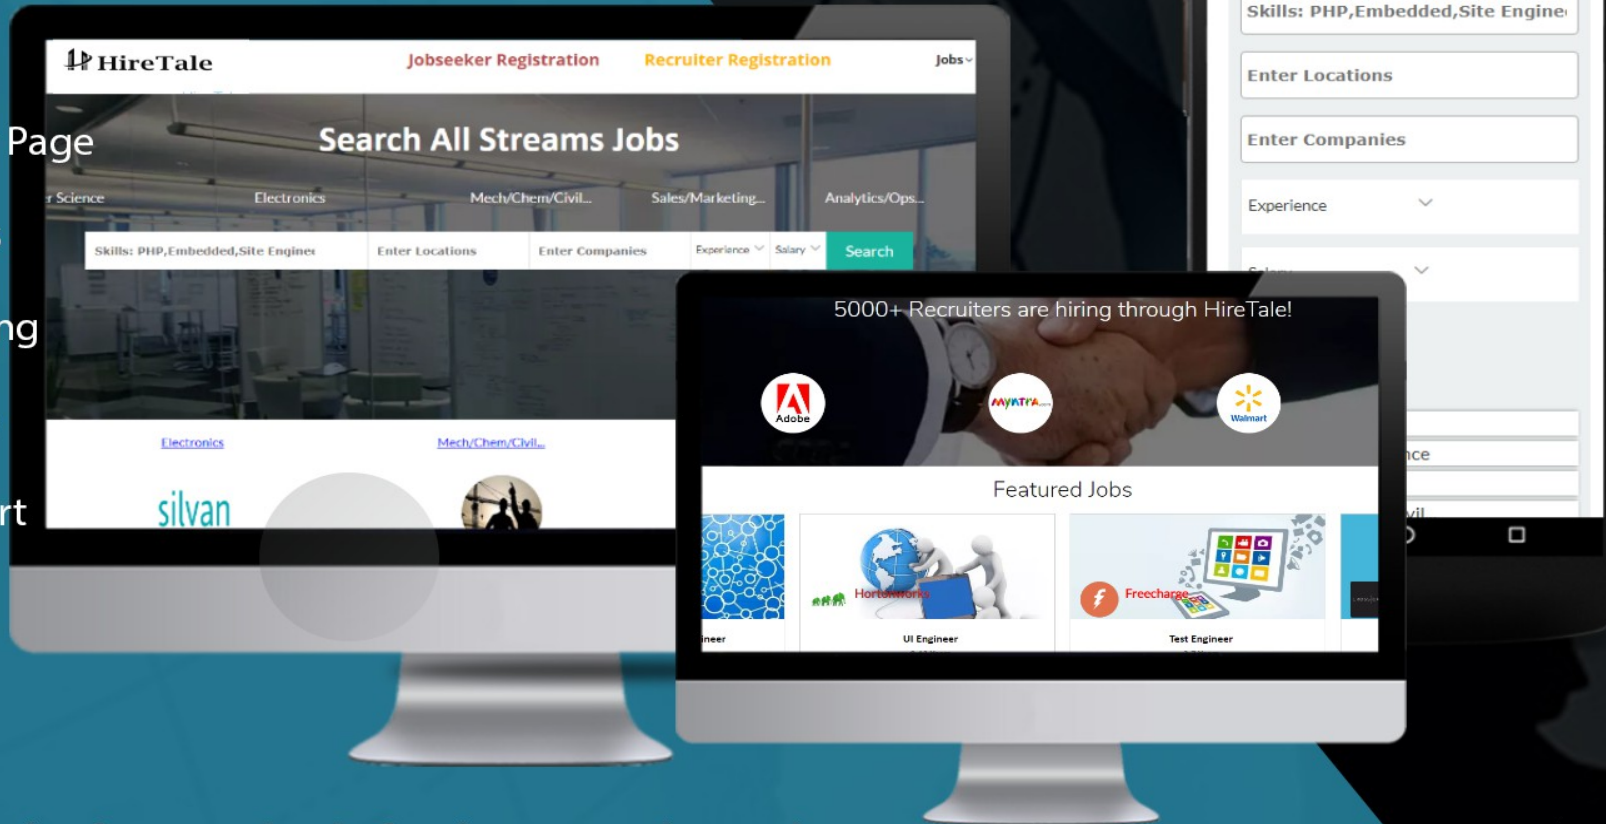 HireTale
Jobseeker Registration
Recruiter Registration
Jobs
Page
Search All Streams Jobs
Science
Electronics
Mech/Chem/Civil...
Sales/Marketing...
Analytics/Ops...
Skills: PHP,Embedded,Site Enginee
Enter Locations
Enter Companies
Experience
Salary
Search
Electronics
Mech/Chem/Civil...
silvan
5000+ Recruiters are hiring through HireTale!
Adobe
Myntra.com
Walmart
Featured Jobs
Hortonworks
Freecharge
UI Engineer
Test Engineer
Skills: PHP,Embedded,Site Engine
Enter Locations
Enter Companies
Experience